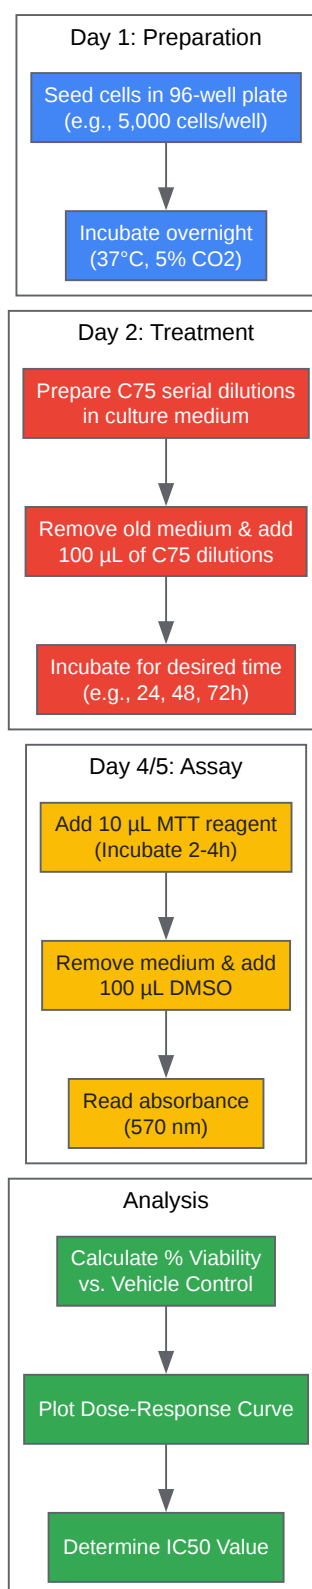 Day 1: Preparation
Seed cells in 96-well plate
(e.g., 5,000 cells/well)
Incubate overnight
(37°C, 5% CO2)
Day 2: Treatment
Prepare C75 serial dilutions
in culture medium
Remove old medium & add
100 µL of C75 dilutions
Incubate for desired time
(e.g., 24, 48, 72h)
Day 4/5: Assay
Add 10 µL MTT reagent
(Incubate 2-4h)
Remove medium & add
100 µL DMSO
Read absorbance
(570 nm)
Analysis
Calculate % Viability
vs. Vehicle Control
Plot Dose-Response Curve
Determine IC50 Value